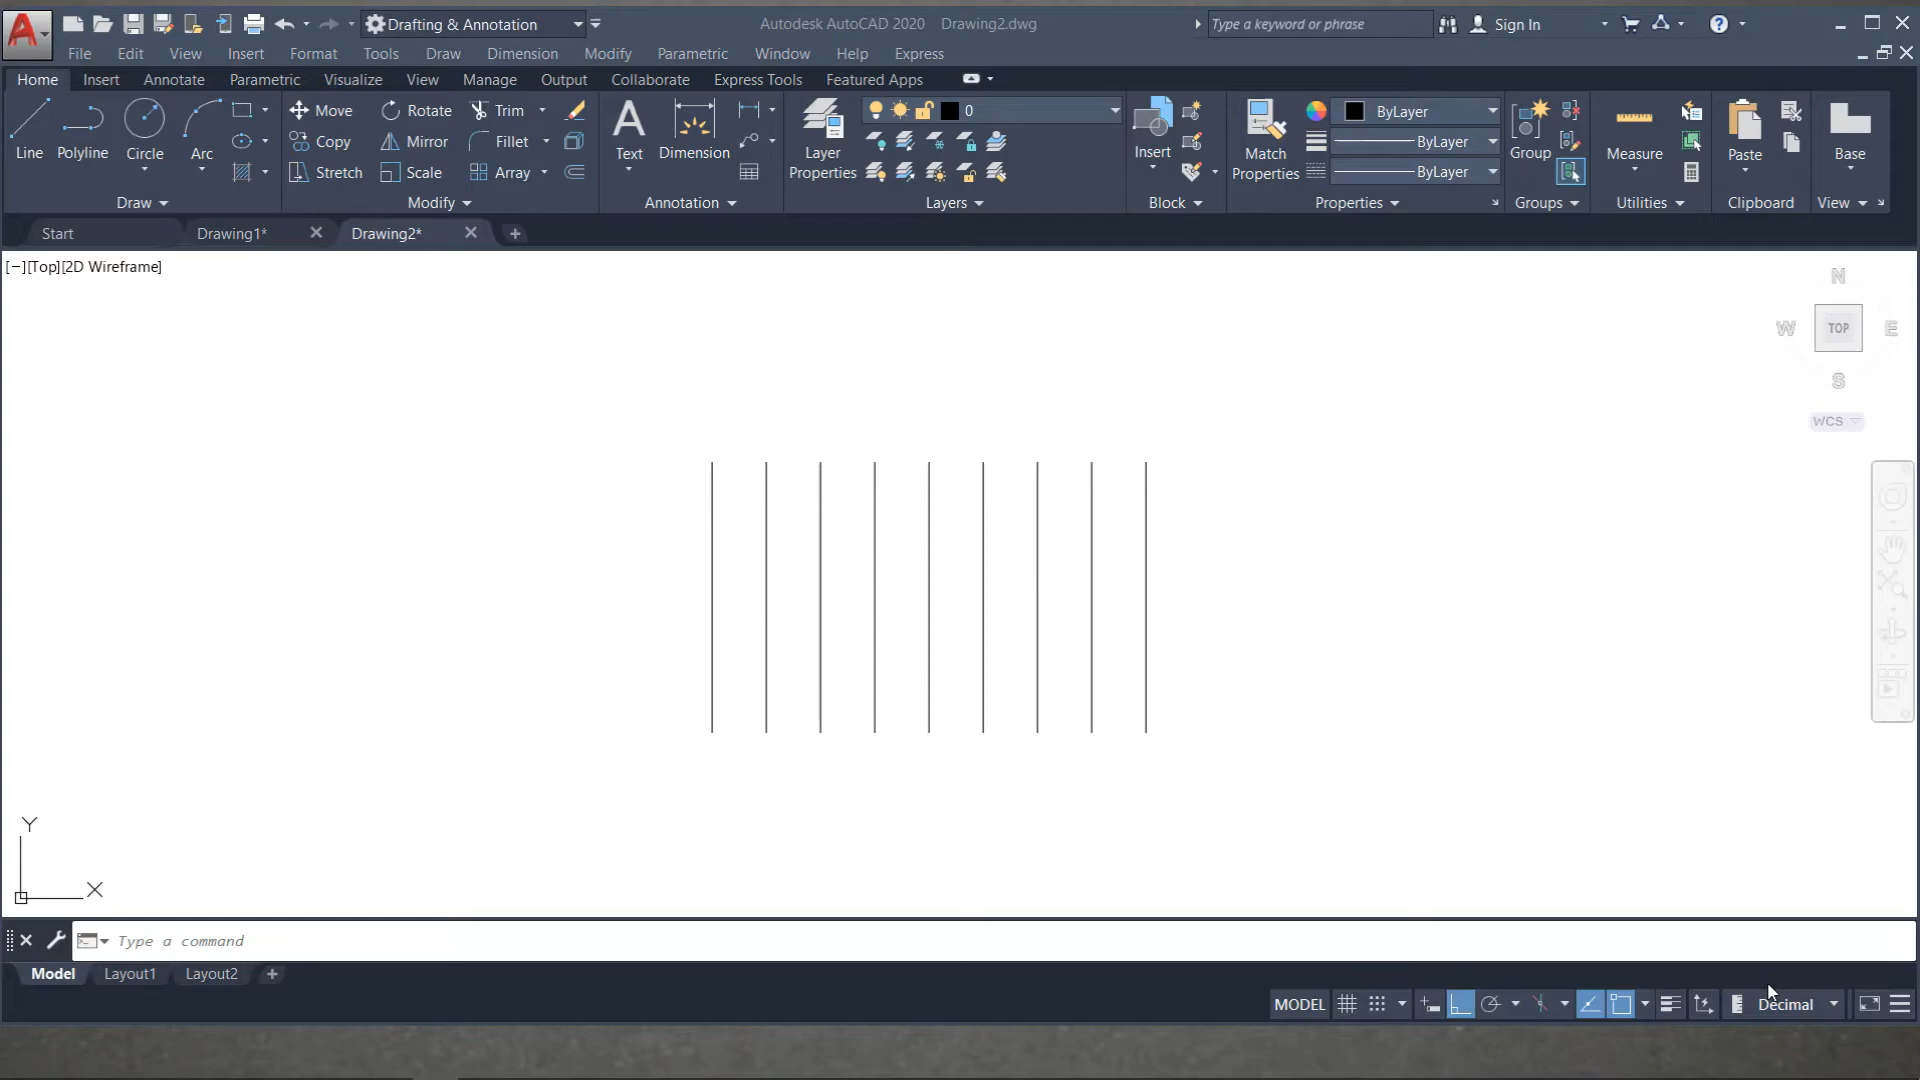 Drafting & Annotation
Autodesk AutoCAD 2020 Drawing2.dwg
Type a keyword or phrase
Sign In
File Edit View Insert Format Tools Draw Dimension Modify Parametric Window Help Express
Home Insert Annotate Parametric Visualize View Manage Output Collaborate Express Tools Featured Apps
Line Polyline Circle Arc
Move Rotate Trim
Copy Mirror Fillet
Stretch Scale Array
Text Dimension
Layer
Properties
0
Insert
Match
Properties
ByLayer
ByLayer
ByLayer
Group
Measure
Paste
Base
Draw Modify Annotation Layers Block Properties Groups Utilities Clipboard View
Start Drawing1* Drawing2*
[−][Top][2D Wireframe]
N
W TOP E
S
WCS
Y
X
Type a command
Model Layout1 Layout2
MODEL Decimal